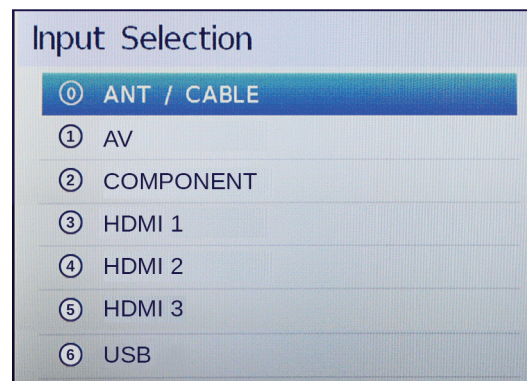 Input Selection
⓪ ANT / CABLE
① AV
② COMPONENT
③ HDMI 1
④ HDMI 2
⑤ HDMI 3
⑥ USB